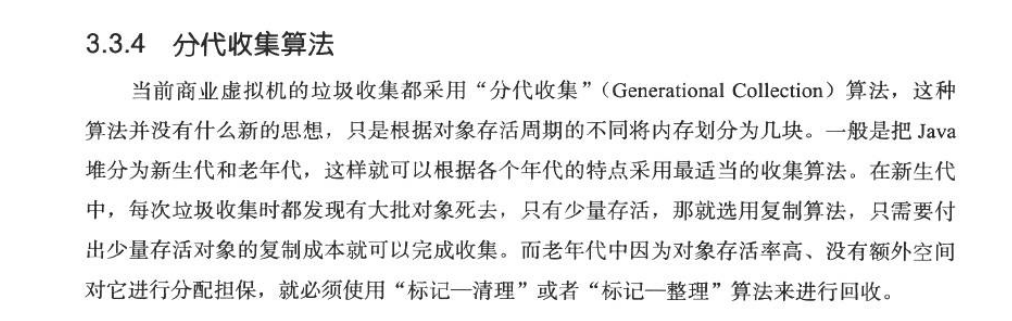 3.3.4 分代收集算法
当前商业虚拟机的垃圾收集都采用“分代收集”（Generational Collection）算法，这种
算法并没有什么新的思想，只是根据对象存活周期的不同将内存划分为几块。一般是把 Java
堆分为新生代和老年代，这样就可以根据各个年代的特点采用最适当的收集算法。在新生代
中，每次垃圾收集时都发现有大批对象死去，只有少量存活，那就选用复制算法，只需要付
出少量存活对象的复制成本就可以完成收集。而老年代中因为对象存活率高、没有额外空间
对它进行分配担保，就必须使用“标记—清理”或者“标记—整理”算法来进行回收。